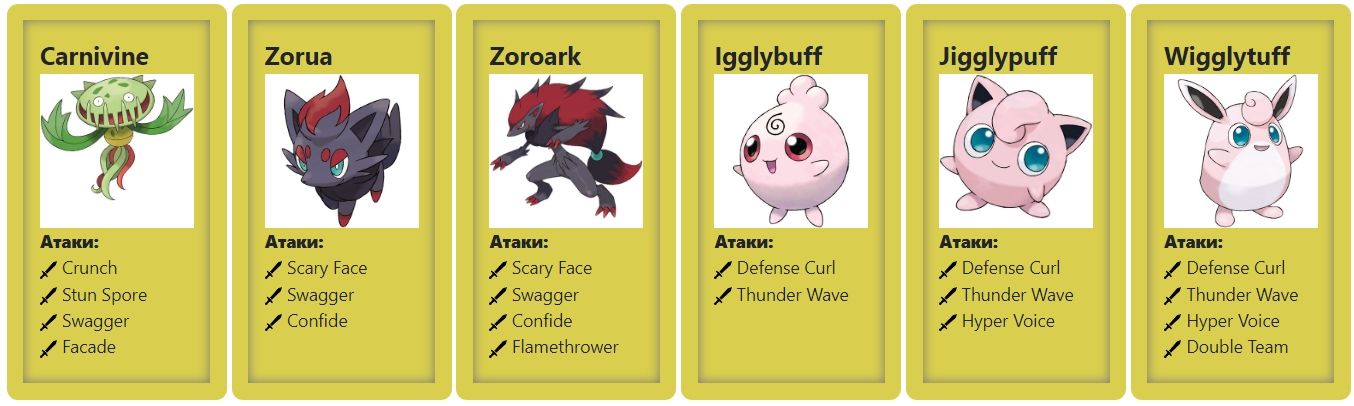 Carnivine
Атаки:
Crunch
Stun Spore
Swagger
Facade
Zorua
Атаки:
Scary Face
Swagger
Confide
Zoroark
Атаки:
Scary Face
Swagger
Confide
Flamethrower
Igglybuff
Атаки:
Defense Curl
Thunder Wave
Jigglypuff
Атаки:
Defense Curl
Thunder Wave
Hyper Voice
Wigglytuff
Атаки:
Defense Curl
Thunder Wave
Hyper Voice
Double Team